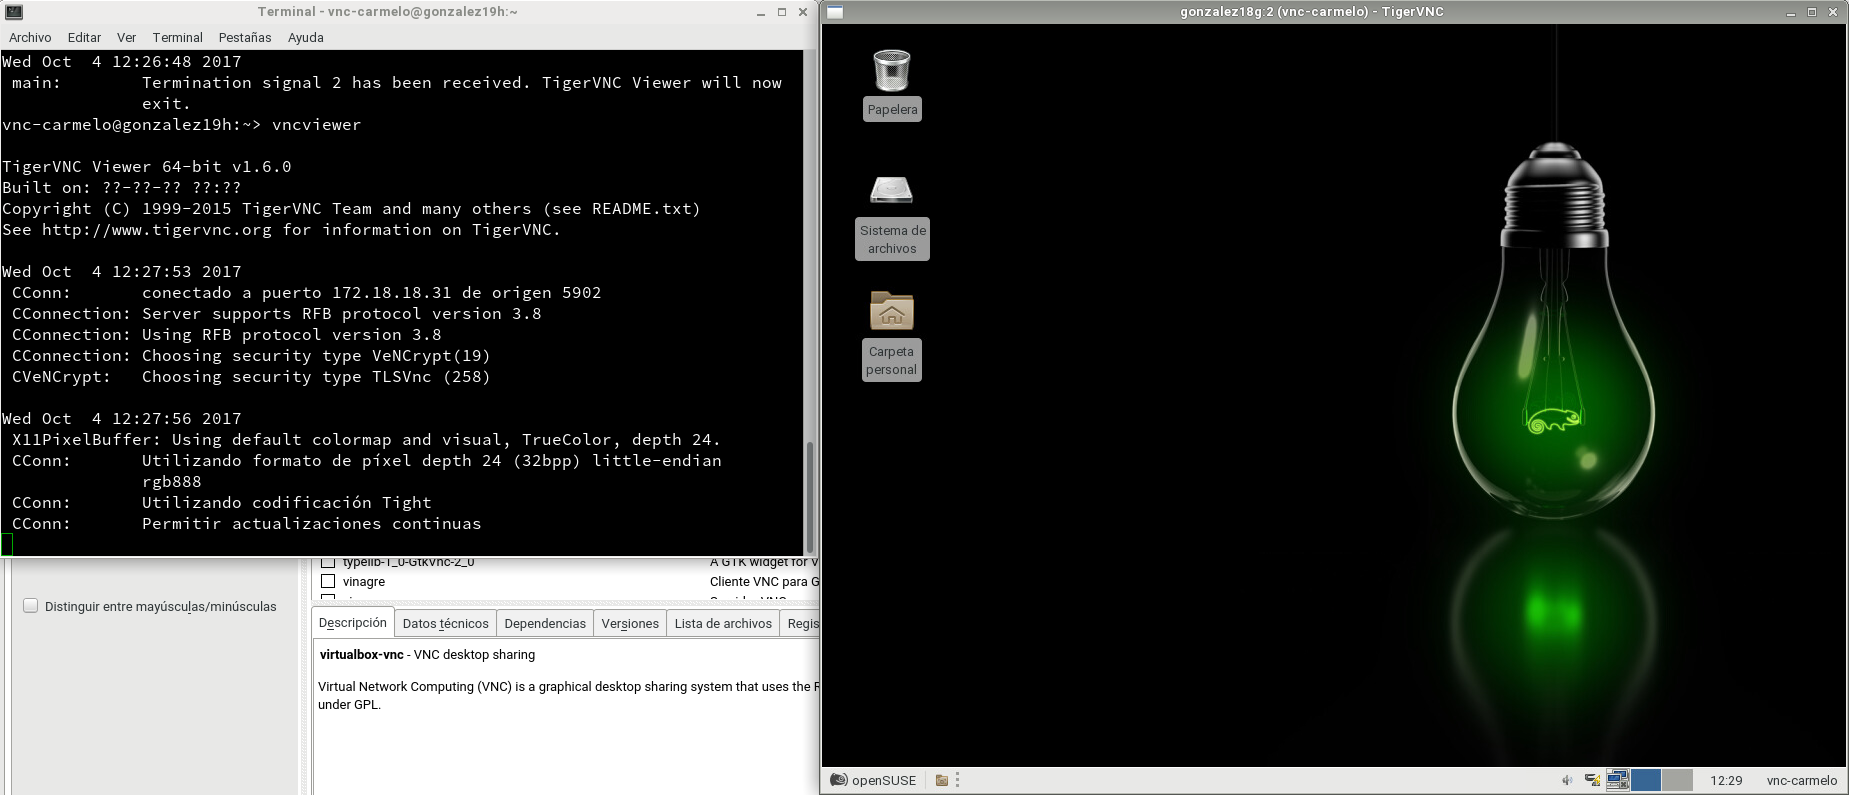 Terminal - vnc-carmelo@gonzalez19h:~
Archivo Editar Ver Terminal Pestañas Ayuda
Wed Oct  4 12:26:48 2017
 main:       Termination signal 2 has been received. TigerVNC Viewer will now
             exit.
vnc-carmelo@gonzalez19h:~> vncviewer
TigerVNC Viewer 64-bit v1.6.0
Built on: ??-??-?? ??:??
Copyright (C) 1999-2015 TigerVNC Team and many others (see README.txt)
See http://www.tigervnc.org for information on TigerVNC.
Wed Oct  4 12:27:53 2017
 CConn:       conectado a puerto 172.18.18.31 de origen 5902
 CConnection: Server supports RFB protocol version 3.8
 CConnection: Using RFB protocol version 3.8
 CConnection: Choosing security type VeNCrypt(19)
 CVeNCrypt:   Choosing security type TLSVnc (258)
Wed Oct  4 12:27:56 2017
 X11PixelBuffer: Using default colormap and visual, TrueColor, depth 24.
 CConn:       Utilizando formato de píxel depth 24 (32bpp) little-endian
              rgb888
 CConn:       Utilizando codificación Tight
 CConn:       Permitir actualizaciones continuas
typelib-1_0-GtkVnc-2_0 A GTK widget for
vinagre Cliente VNC para G
Distinguir entre mayúsculas/minúsculas
Descripción Datos técnicos Dependencias Versiones Lista de archivos Regis
virtualbox-vnc - VNC desktop sharing
Virtual Network Computing (VNC) is a graphical desktop sharing system that uses the
under GPL.
gonzalez18g:2 (vnc-carmelo) - TigerVNC
Papelera
Sistema de
archivos
Carpeta
personal
openSUSE
12:29
vnc-carmelo